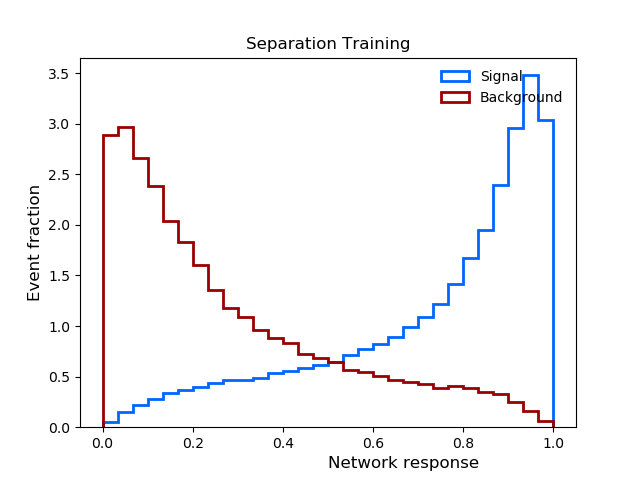 Separation Training
Signal
Background
Event fraction
3.5
3.0
2.5
2.0
1.5
1.0
0.5
0.0
0.0 0.2 0.4 0.6 0.8 1.0
Network response